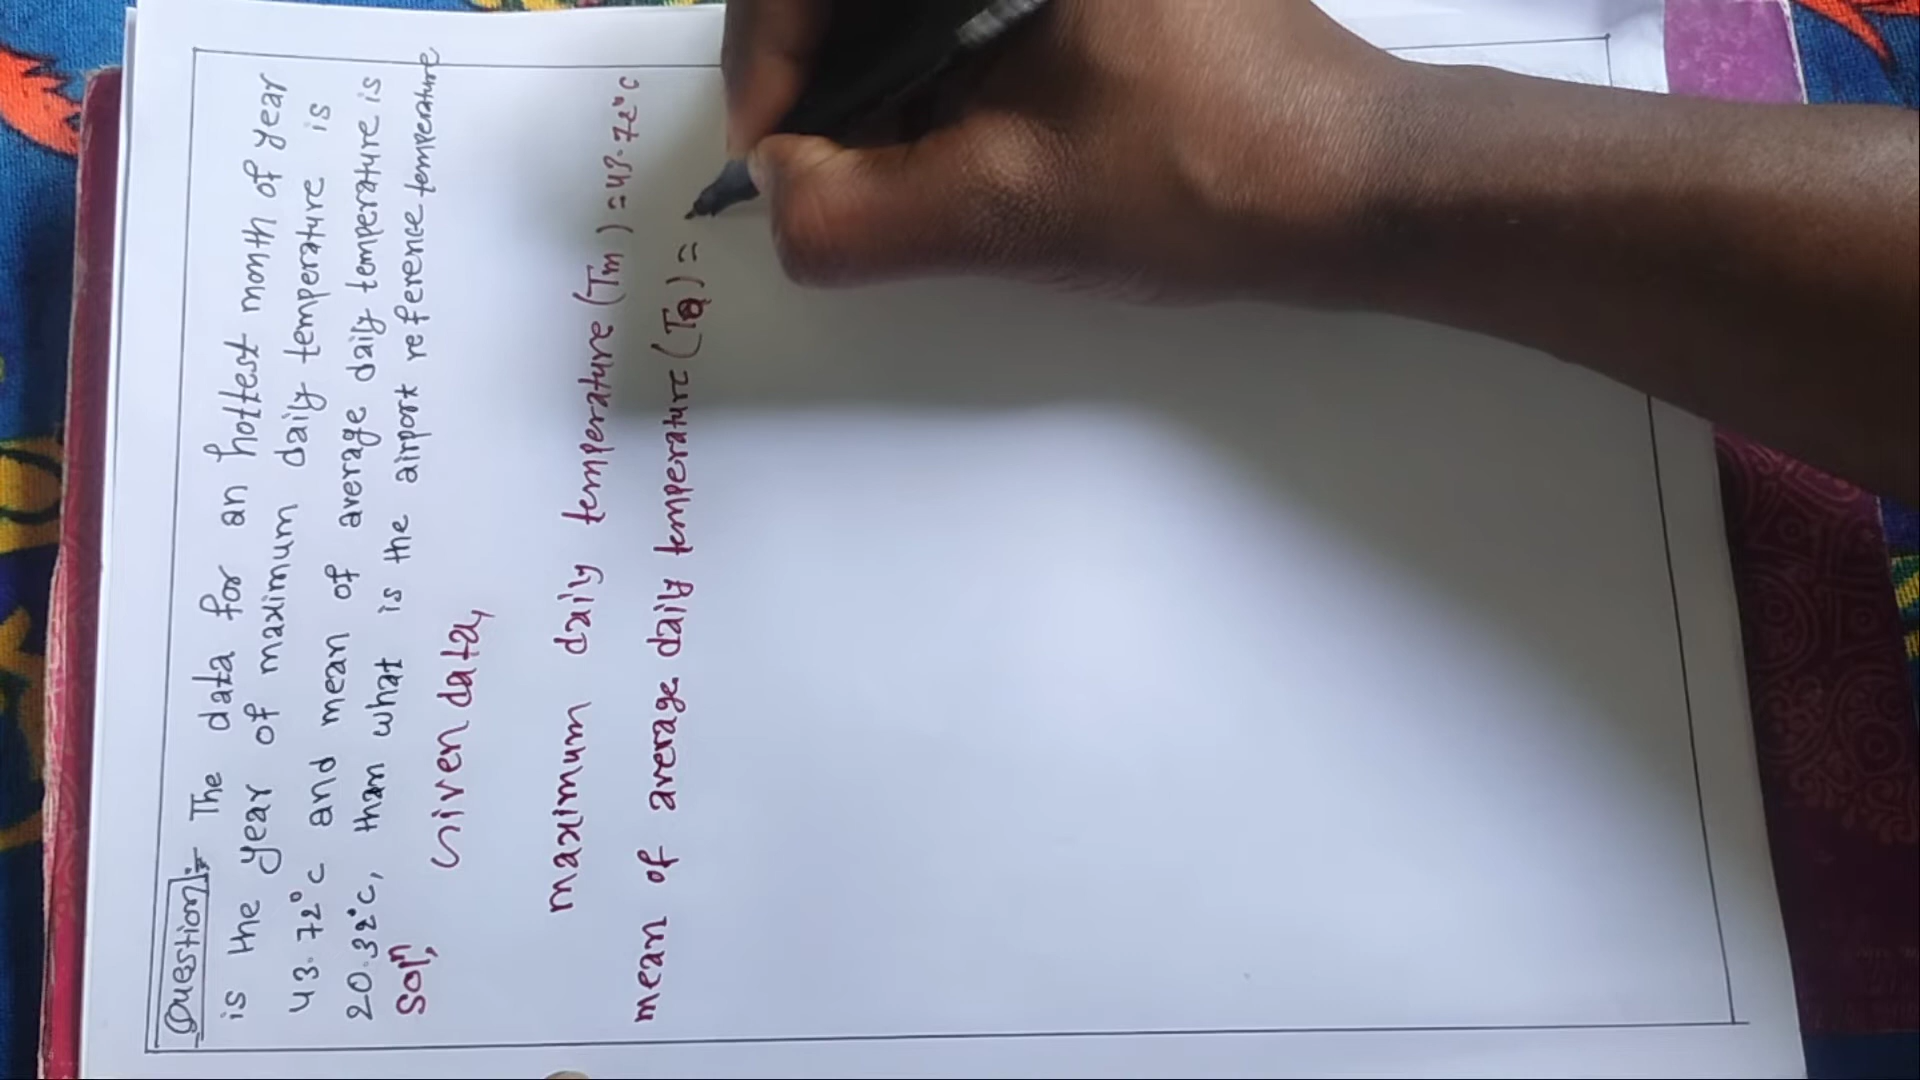 Question:- The data for an hottest month of year
is the year of maximum daily temperature is
43.72°c and mean of average daily temperature is
20.32°c, than what is the airport reference temperature
Solⁿ,
Given data,
maximum daily temperature (Tm) = 43.72°c
mean of average daily temperature (Ta) =